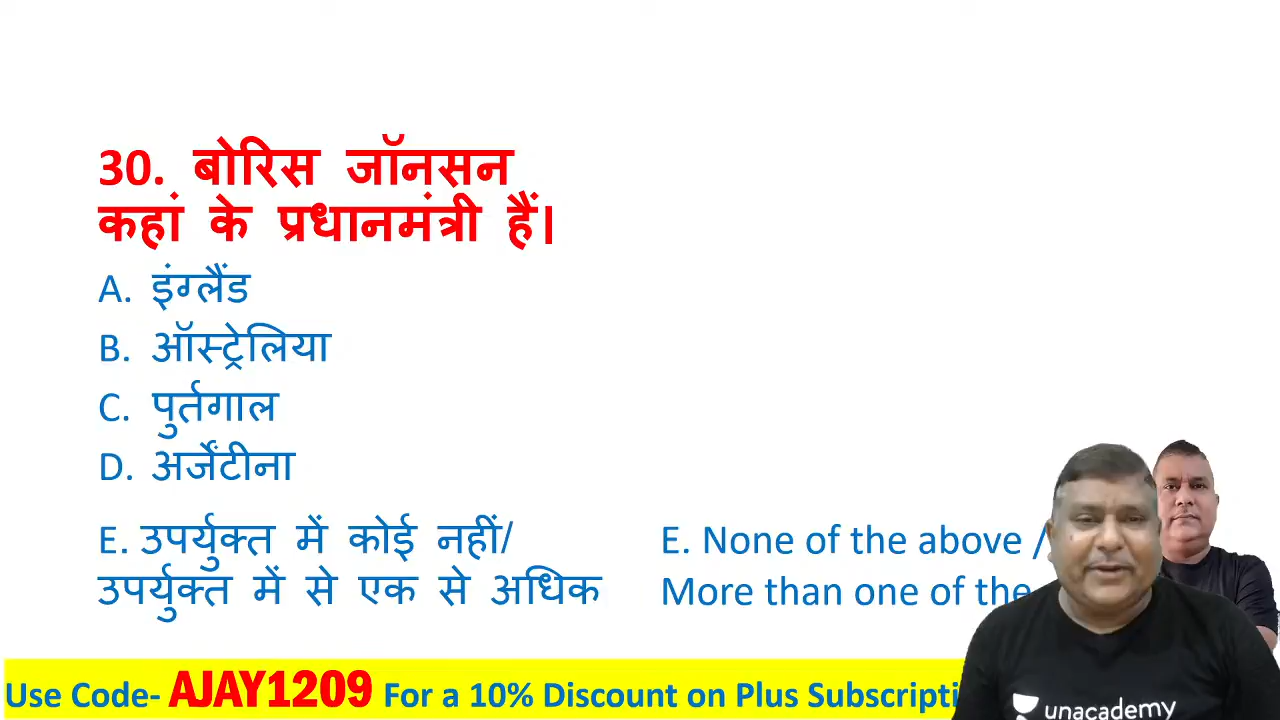 30. बोरिस जॉनसन
कहां के प्रधानमंत्री हैं।
A. इंग्लैंड
B. ऑस्ट्रेलिया
C. पुर्तगाल
D. अर्जेंटीना
E. उपर्युक्त में कोई नहीं/
उपर्युक्त में से एक से अधिक
E. None of the above /
More than one of the
Use Code- AJAY1209 For a 10% Discount on Plus Subscripti
unacademy